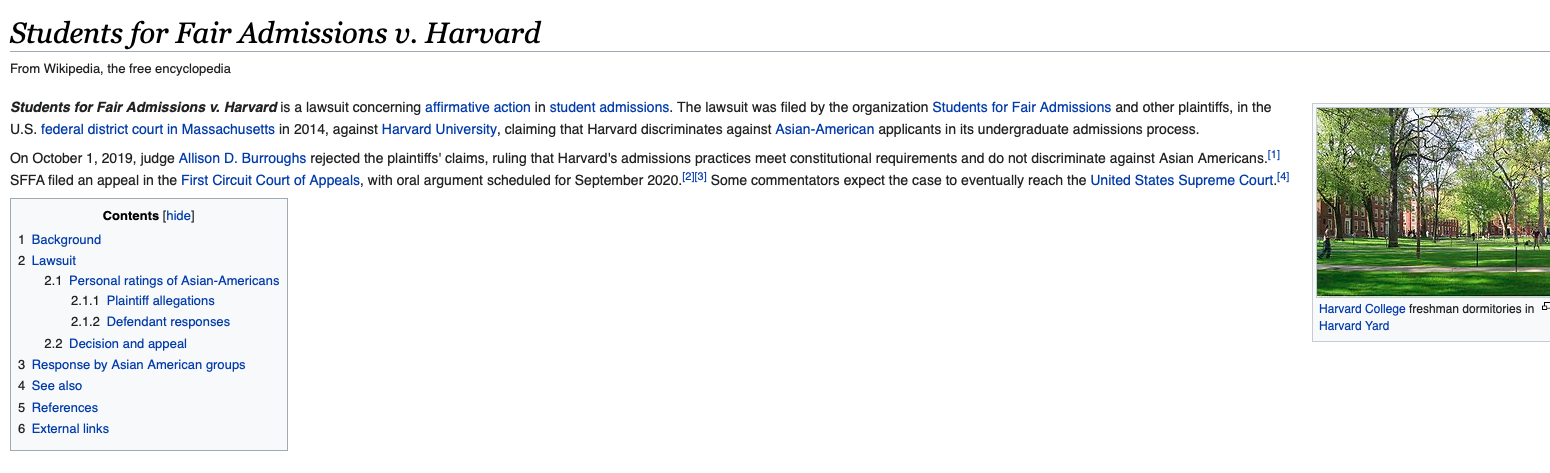 Students for Fair Admissions v. Harvard
From Wikipedia, the free encyclopedia
Students for Fair Admissions v. Harvard is a lawsuit concerning affirmative action in student admissions. The lawsuit was filed by the organization Students for Fair Admissions and other plaintiffs, in the
U.S. federal district court in Massachusetts in 2014, against Harvard University, claiming that Harvard discriminates against Asian-American applicants in its undergraduate admissions process.
On October 1, 2019, judge Allison D. Burroughs rejected the plaintiffs' claims, ruling that Harvard's admissions practices meet constitutional requirements and do not discriminate against Asian Americans.[1]
SFFA filed an appeal in the First Circuit Court of Appeals, with oral argument scheduled for September 2020.[2][3] Some commentators expect the case to eventually reach the United States Supreme Court.[4]
Contents [hide]
1 Background
2 Lawsuit
2.1 Personal ratings of Asian-Americans
2.1.1 Plaintiff allegations
2.1.2 Defendant responses
2.2 Decision and appeal
3 Response by Asian American groups
4 See also
5 References
6 External links
Harvard College freshman dormitories in
Harvard Yard